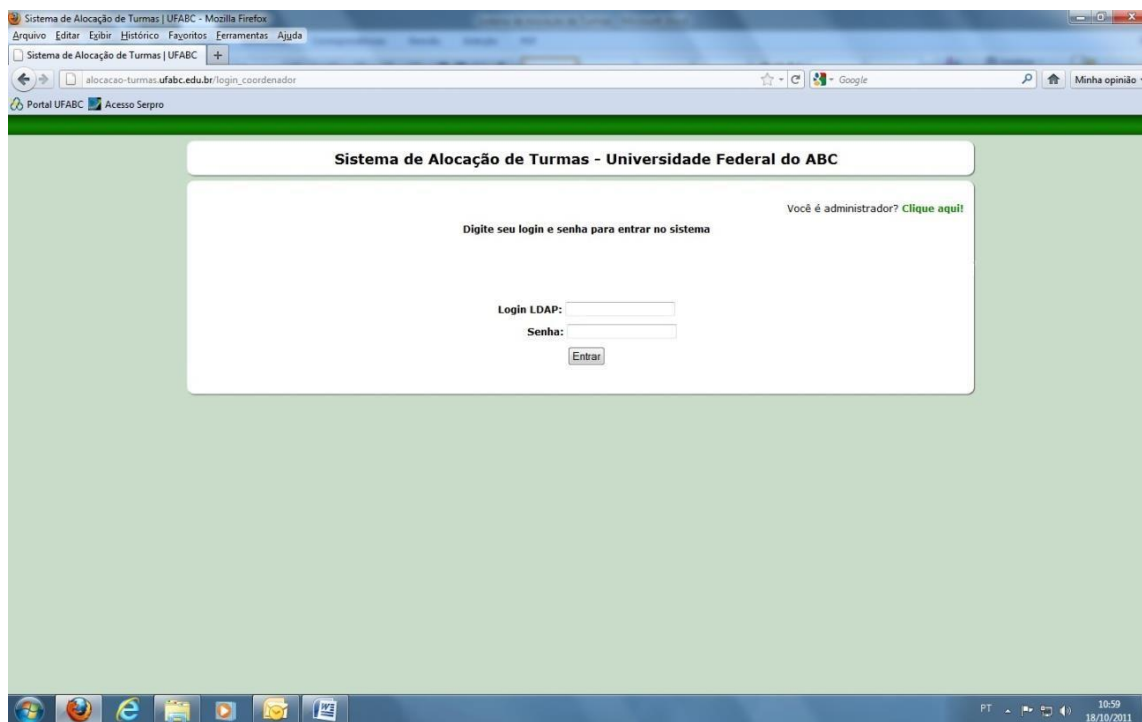 Sistema de Alocação de Turmas | UFABC - Mozilla Firefox
Arquivo Editar Exibir Histórico Favoritos Ferramentas Ajuda
Sistema de Alocação de Turmas | UFABC
alocacao-turmas.ufabc.edu.br/login_coordenador
Google
Minha opinião
Portal UFABC Acesso Serpro
Sistema de Alocação de Turmas - Universidade Federal do ABC
Você é administrador? Clique aqui!
Digite seu login e senha para entrar no sistema
Login LDAP:
Senha:
Entrar
PT
10:59
18/10/2011